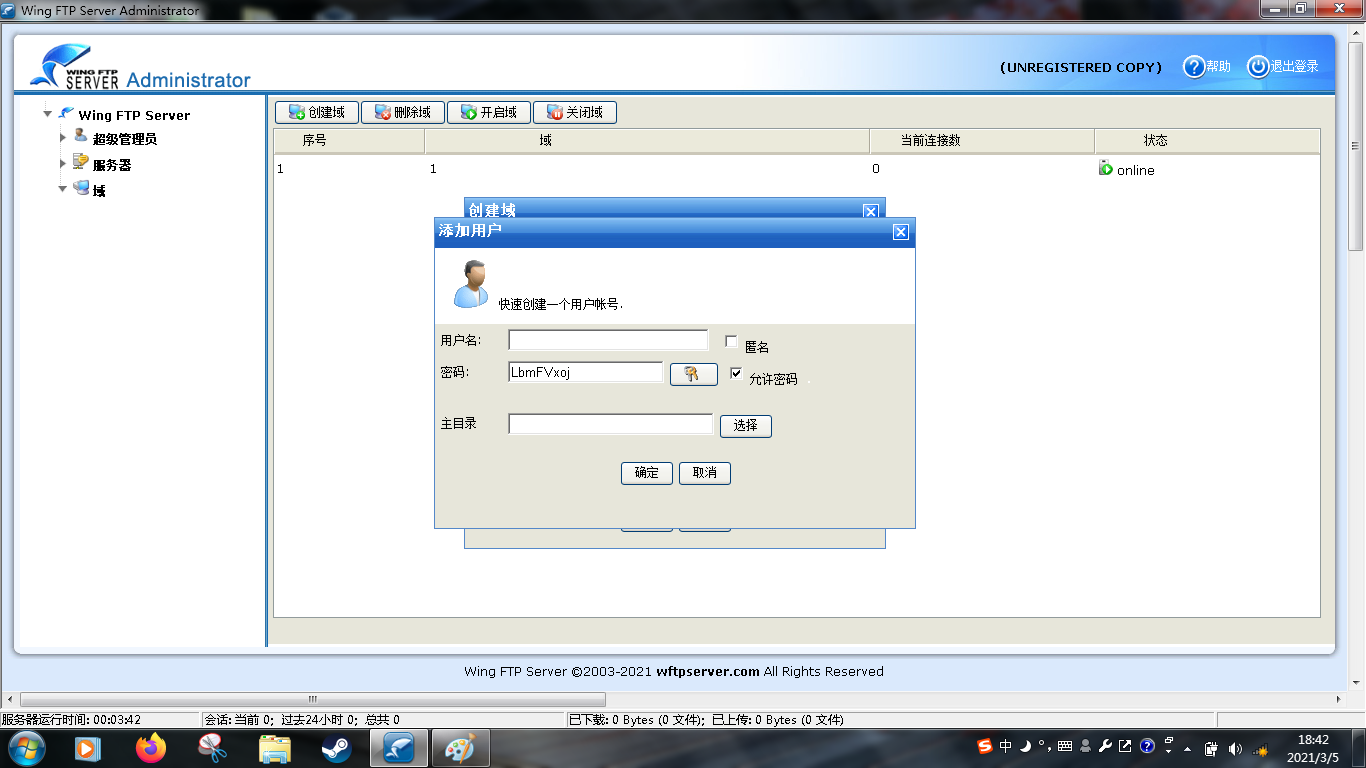 Wing FTP Server Administrator
WING FTP
SERVER Administrator
(UNREGISTERED COPY) 帮助 退出登录
Wing FTP Server
超级管理员
服务器
域
创建域 删除域 开启域 关闭域
序号 域 当前连接数 状态
1 1 0 online
创建域
添加用户
快速创建一个用户帐号.
用户名:
匿名
密码: LbmFVxoj
允许密码
主目录 选择
确定 取消
Wing FTP Server ©2003-2021 wftpserver.com All Rights Reserved
服务器运行时间: 00:03:42 会话: 当前 0; 过去24小时 0; 总共 0 已下载: 0 Bytes (0 文件); 已上传: 0 Bytes (0 文件)
中
18:42
2021/3/5